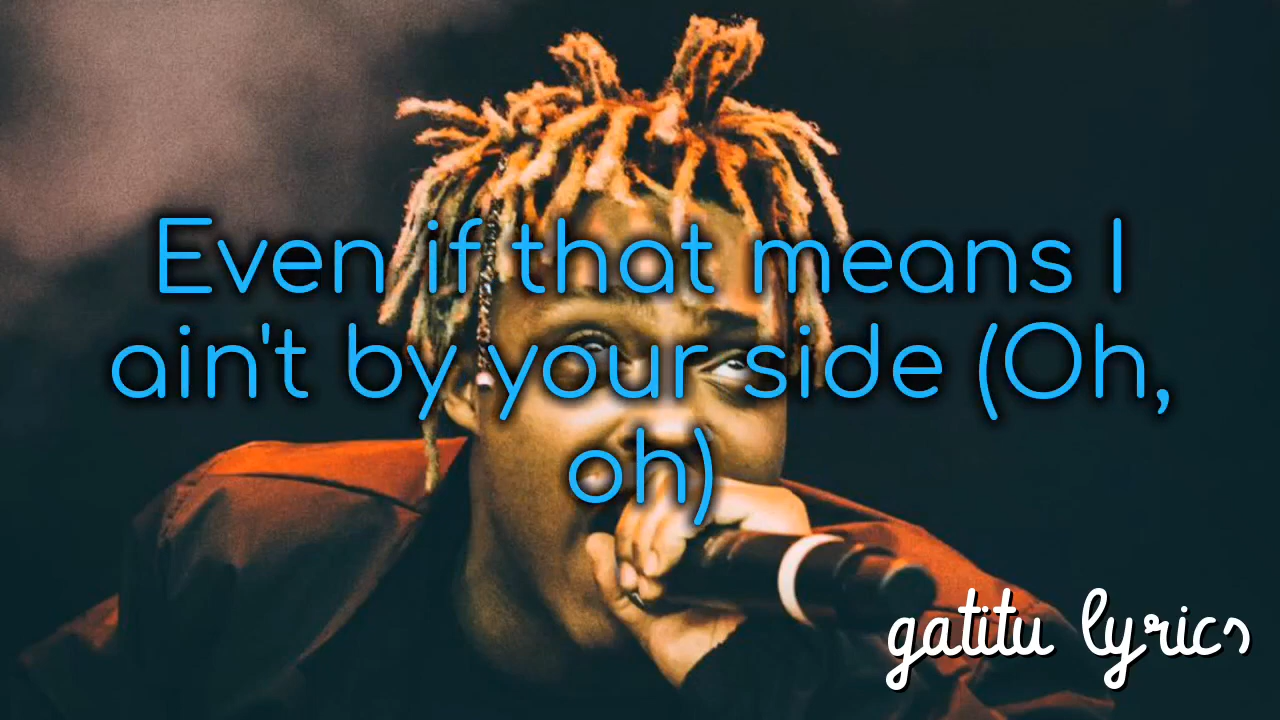 Even if that means I
ain't by your side (Oh,
oh)
gatitu lyrics